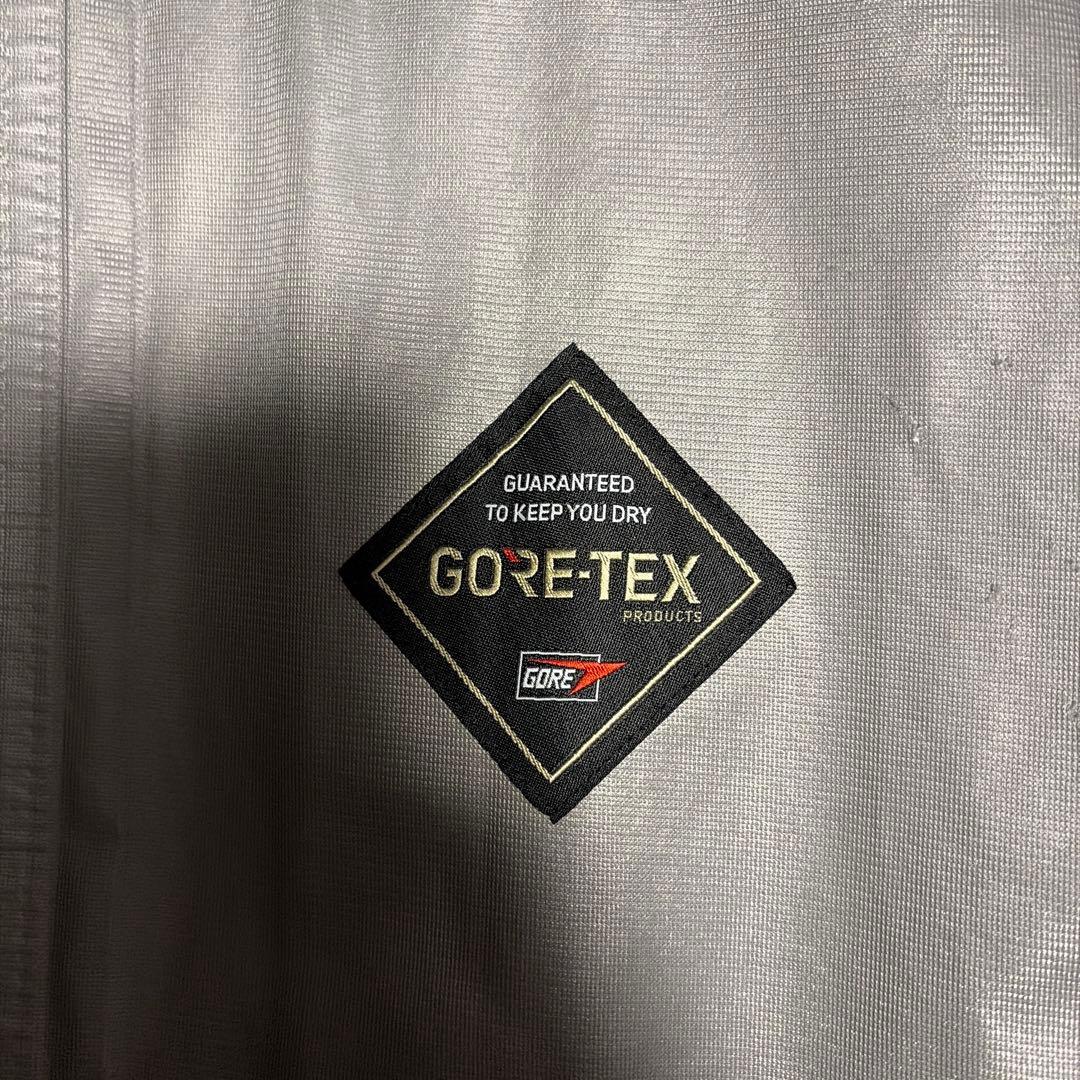 GUARANTEED
TO KEEP YOU DRY
GORE-TEX
PRODUCTS
GORE